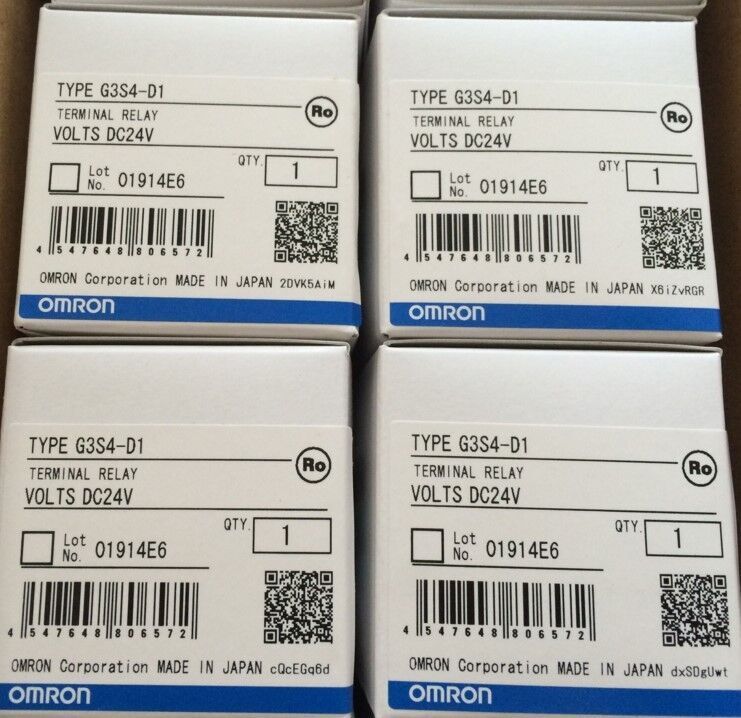 TYPE G3S4-D1
Ro
TERMINAL RELAY
VOLTS DC24V
QTY. 1
Lot No. 01914E6
4 547648 806572
OMRON Corporation MADE IN JAPAN 2DVK5AiM
OMRON
TYPE G3S4-D1
Ro
TERMINAL RELAY
VOLTS DC24V
QTY. 1
Lot No. 01914E6
4 547648 806572
OMRON Corporation MADE IN JAPAN X6iZvRGR
OMRON
TYPE G3S4-D1
Ro
TERMINAL RELAY
VOLTS DC24V
QTY. 1
Lot No. 01914E6
4 547648 806572
OMRON Corporation MADE IN JAPAN cQcEGq6d
OMRON
TYPE G3S4-D1
Ro
TERMINAL RELAY
VOLTS DC24V
QTY. 1
Lot No. 01914E6
4 547648 806572
OMRON Corporation MADE IN JAPAN dxSDgUwt
OMRON